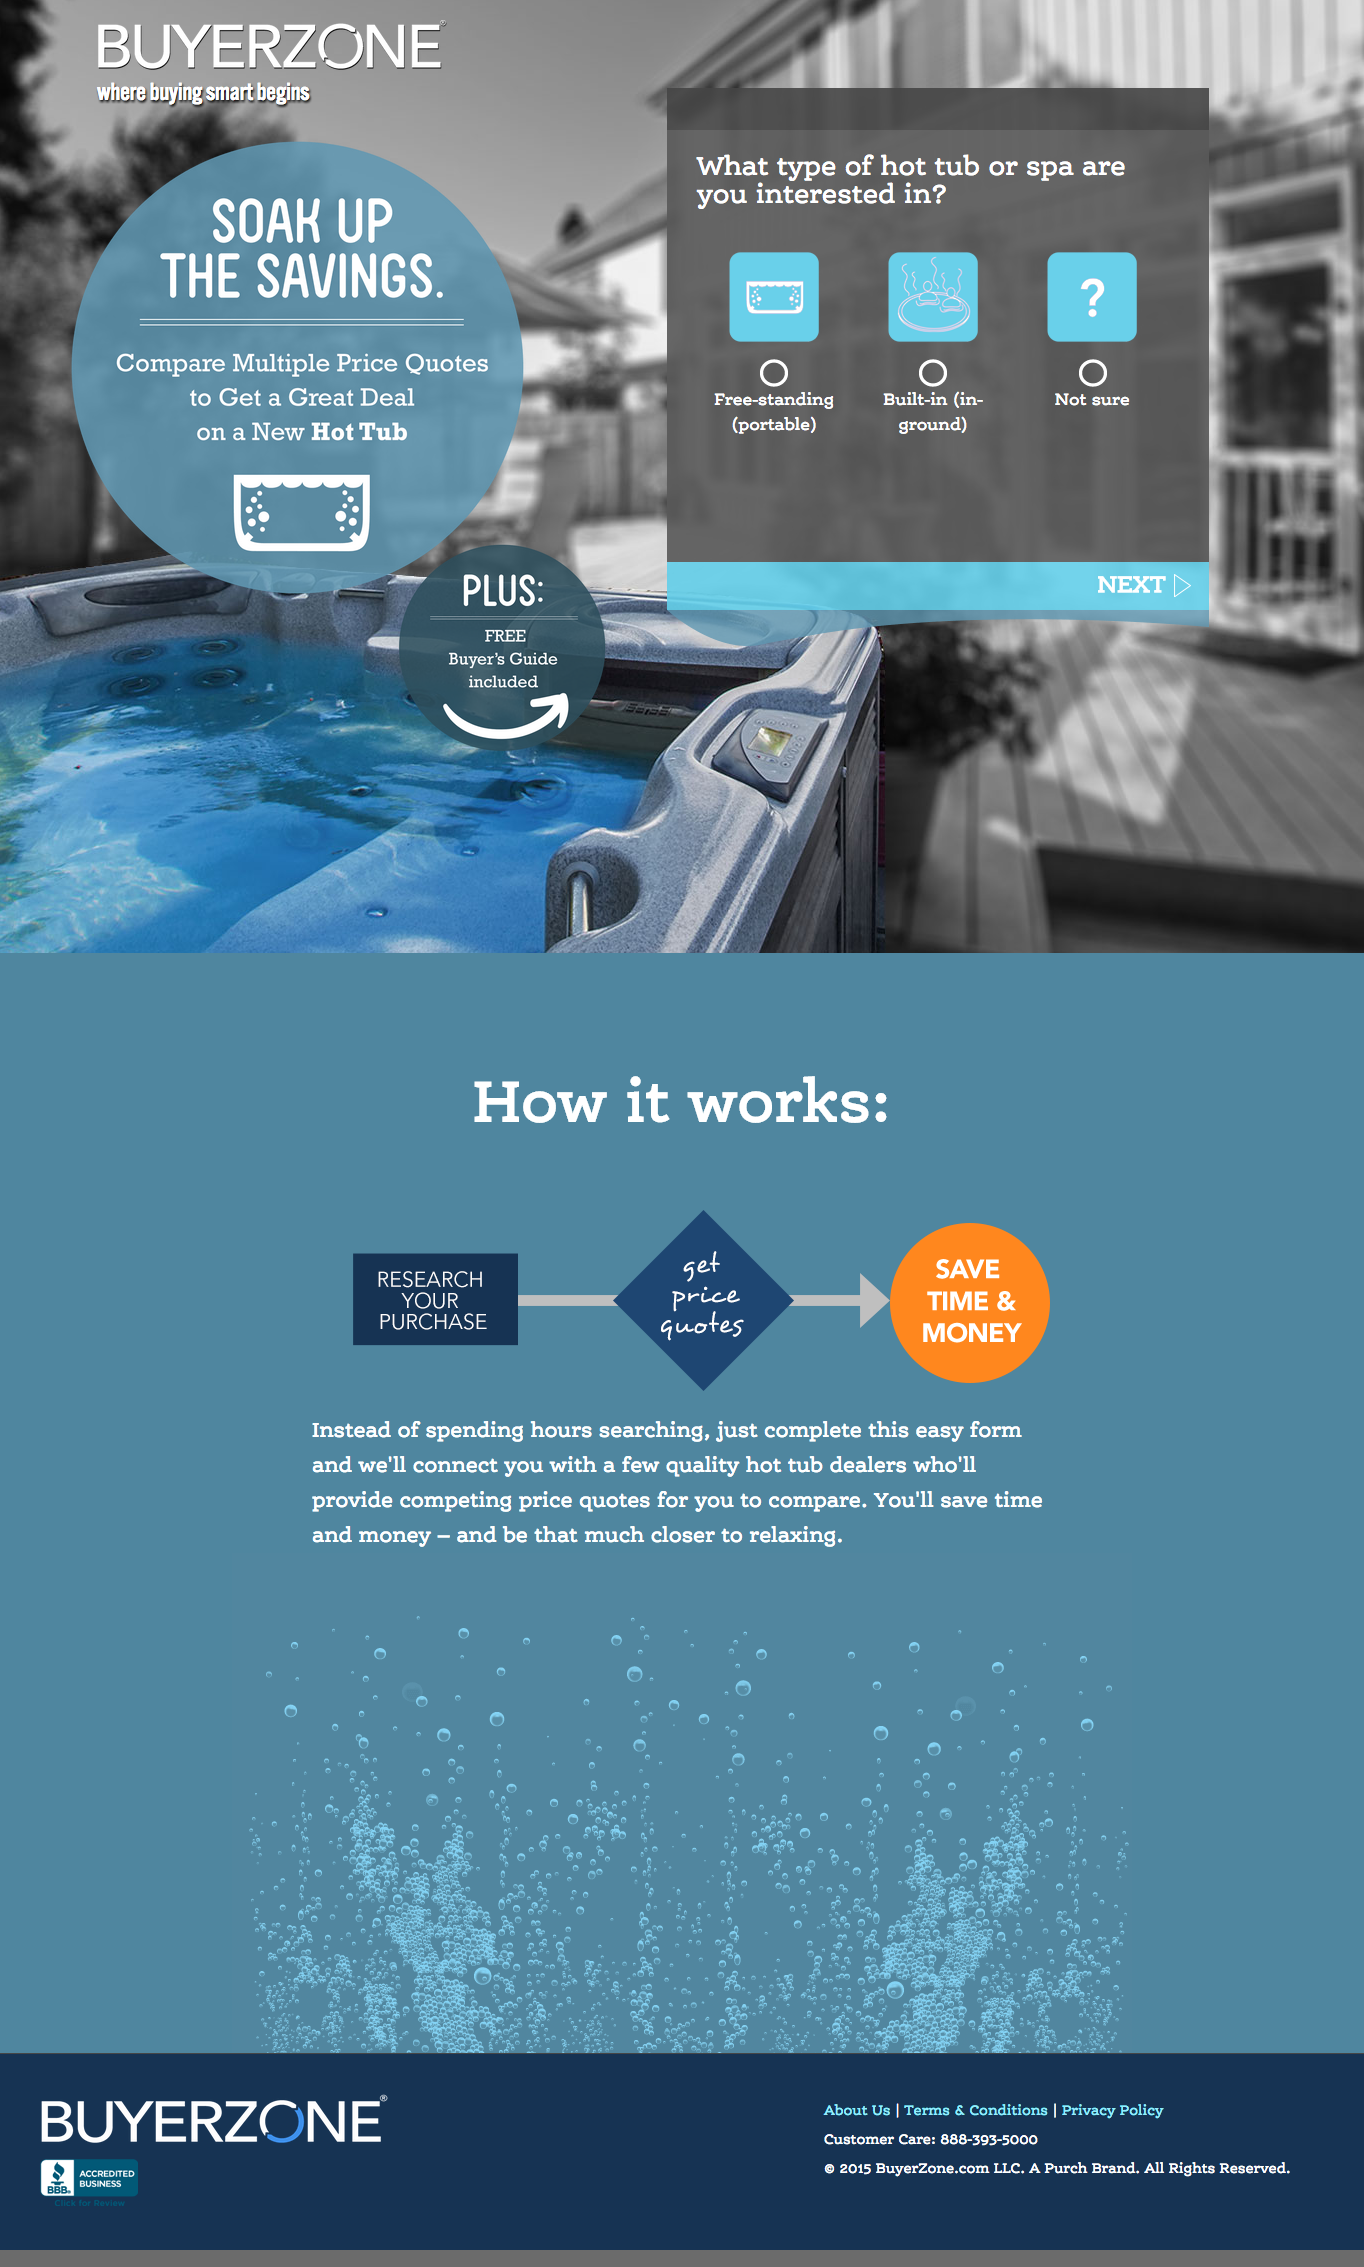 BUYERZONE®
where buying smart begins
SOAK UP
THE SAVINGS.
Compare Multiple Price Quotes
to Get a Great Deal
on a New Hot Tub
PLUS:
FREE
Buyer's Guide
included
What type of hot tub or spa are
you interested in?
?
Free-standing
(portable)
Built-in (in-
ground)
Not sure
NEXT
How it works:
RESEARCH
YOUR
PURCHASE
get
price
quotes
SAVE
TIME &
MONEY
Instead of spending hours searching, just complete this easy form
and we'll connect you with a few quality hot tub dealers who'll
provide competing price quotes for you to compare. You'll save time
and money – and be that much closer to relaxing.
BUYERZONE®
BBB.
ACCREDITED
BUSINESS
Click for Review
About Us | Terms & Conditions | Privacy Policy
Customer Care: 888-393-5000
© 2015 BuyerZone.com LLC. A Purch Brand. All Rights Reserved.